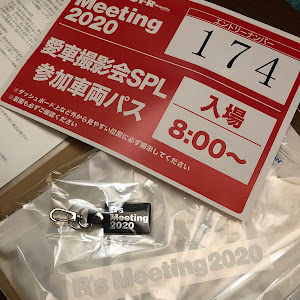 Meeting
2020
エントリーナンバー
174
愛車撮影会SPL
参加車両パス
入場
8:00〜
※ダッシュボード上など外から見やすい位置に必ず掲示してください
R's
Meeting
2020
R's Meeting2020